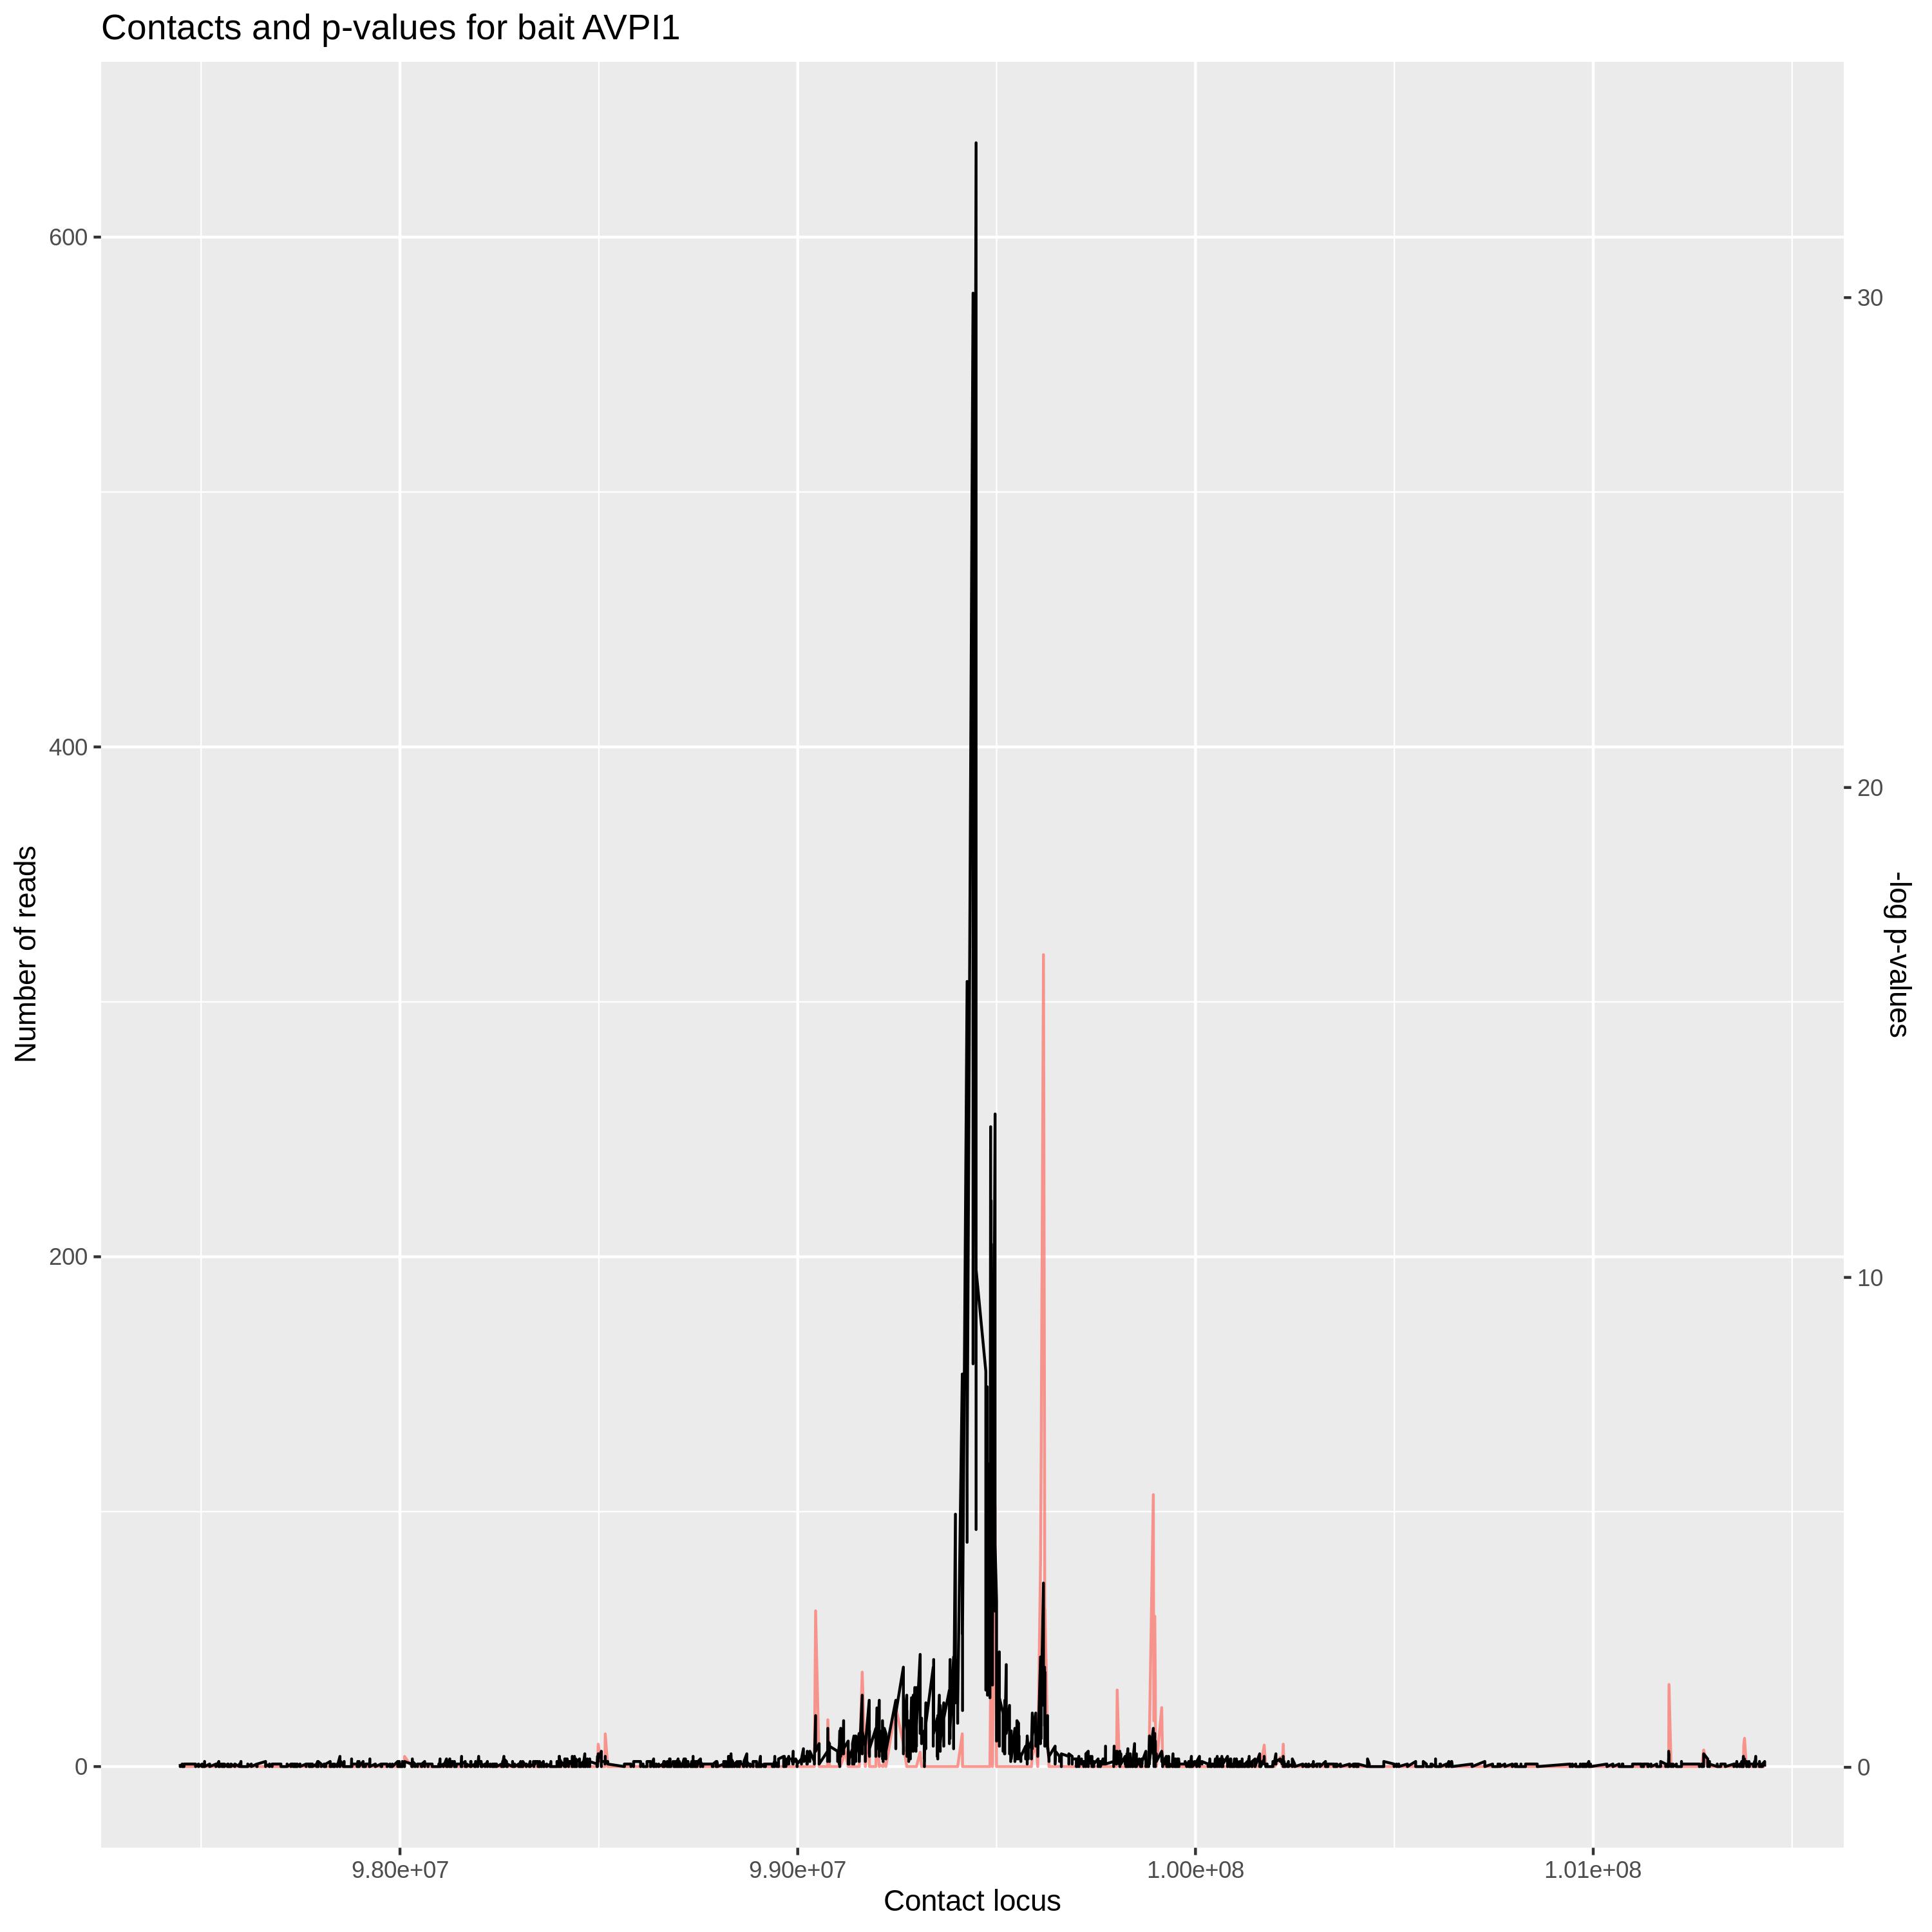 Contacts and p-values for bait AVPI1
600
400
200
0
Number of reads
30
20
10
0
-log p-values
9.80e+07
9.90e+07
1.00e+08
1.01e+08
Contact locus